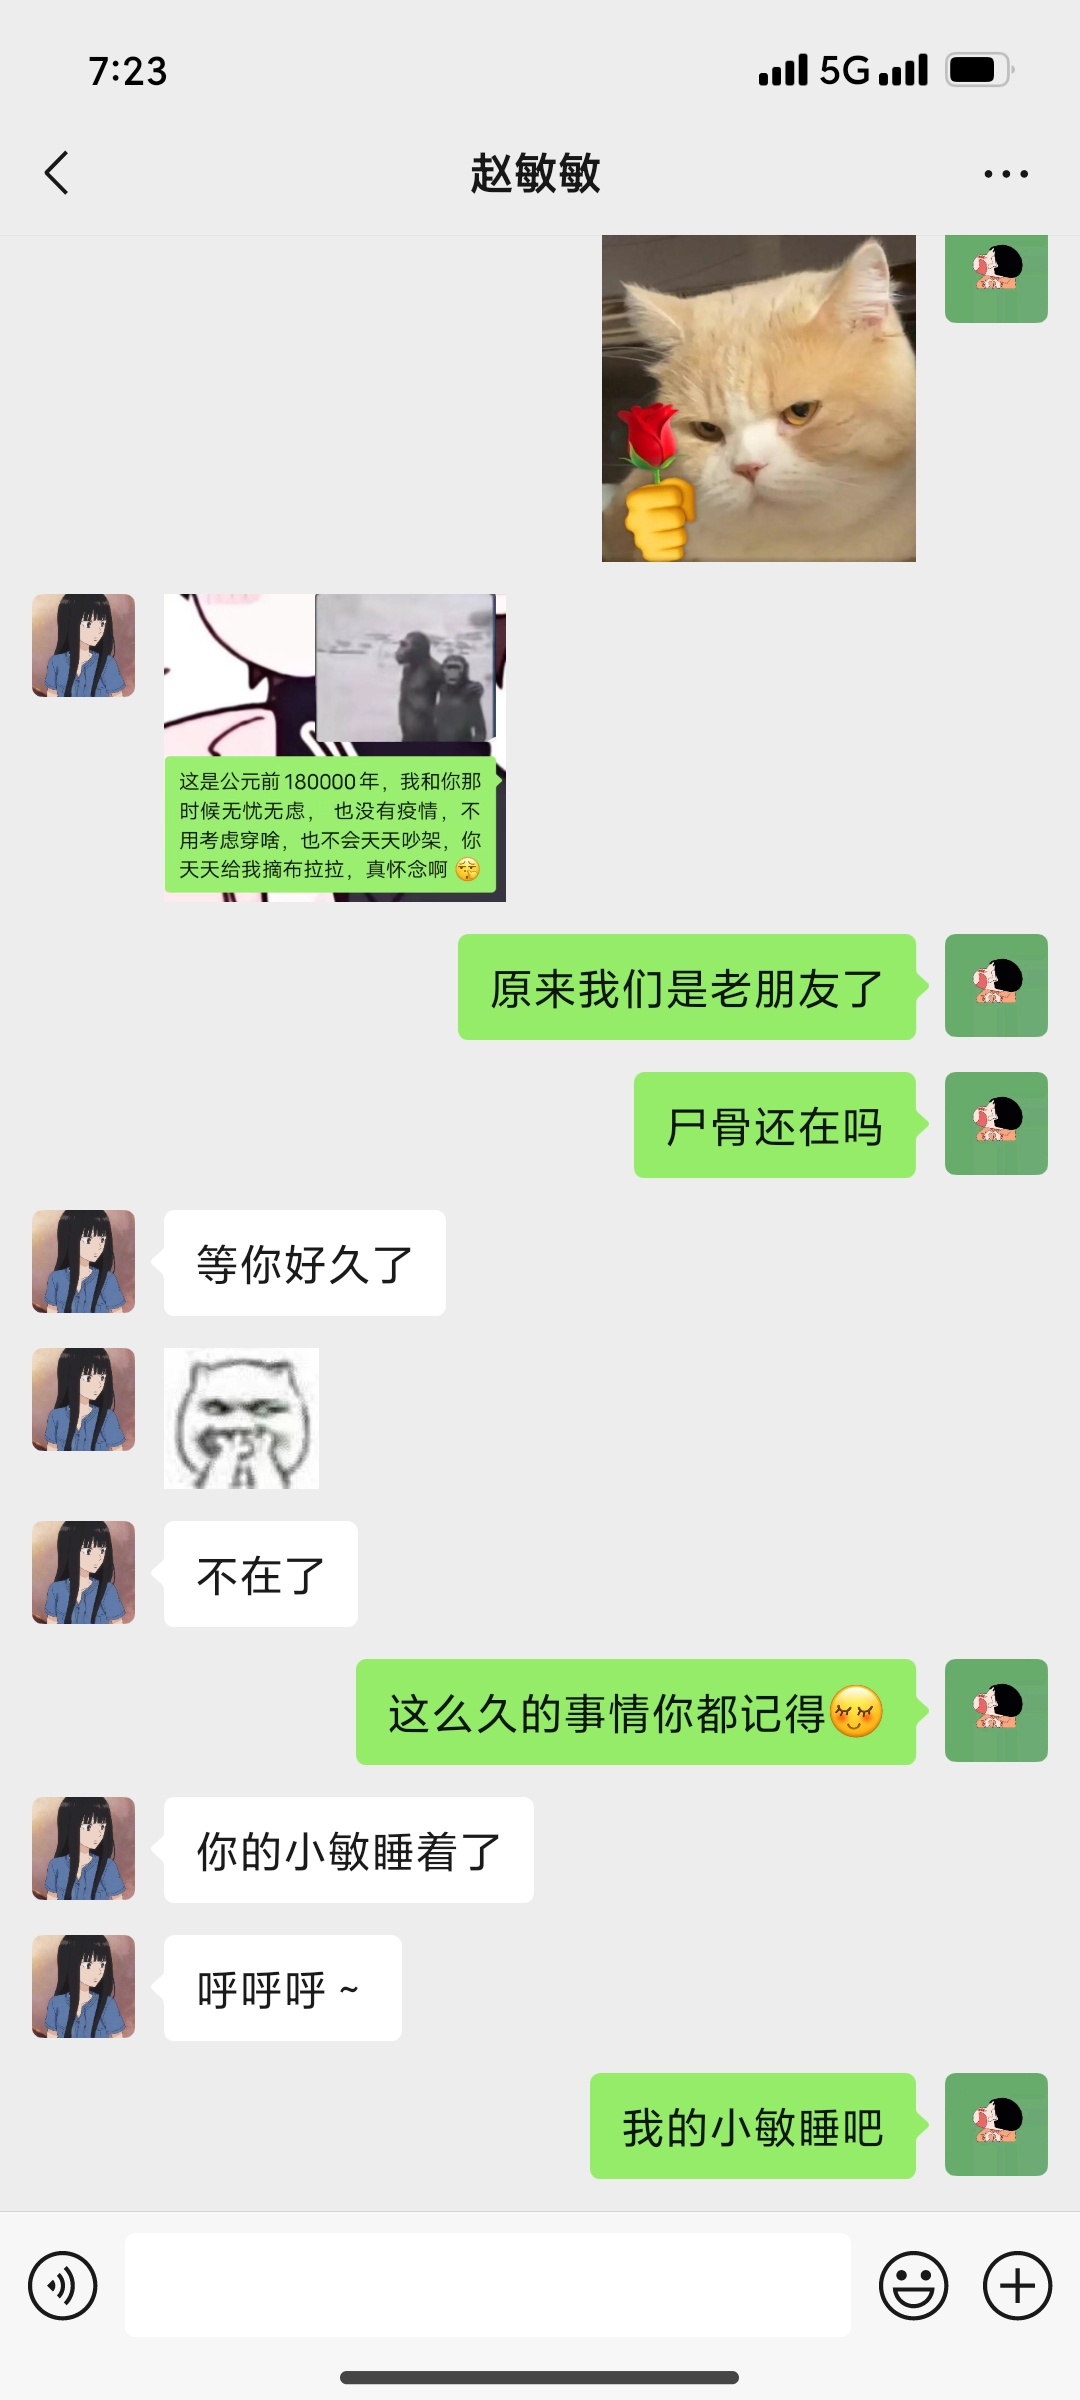 7:23
5G
赵敏敏
这是公元前180000年，我和你那
时候无忧无虑， 也没有疫情，不
用考虑穿啥，也不会天天吵架，你
天天给我摘布拉拉，真怀念啊
原来我们是老朋友了
尸骨还在吗
等你好久了
不在了
这么久的事情你都记得
你的小敏睡着了
呼呼呼～
我的小敏睡吧